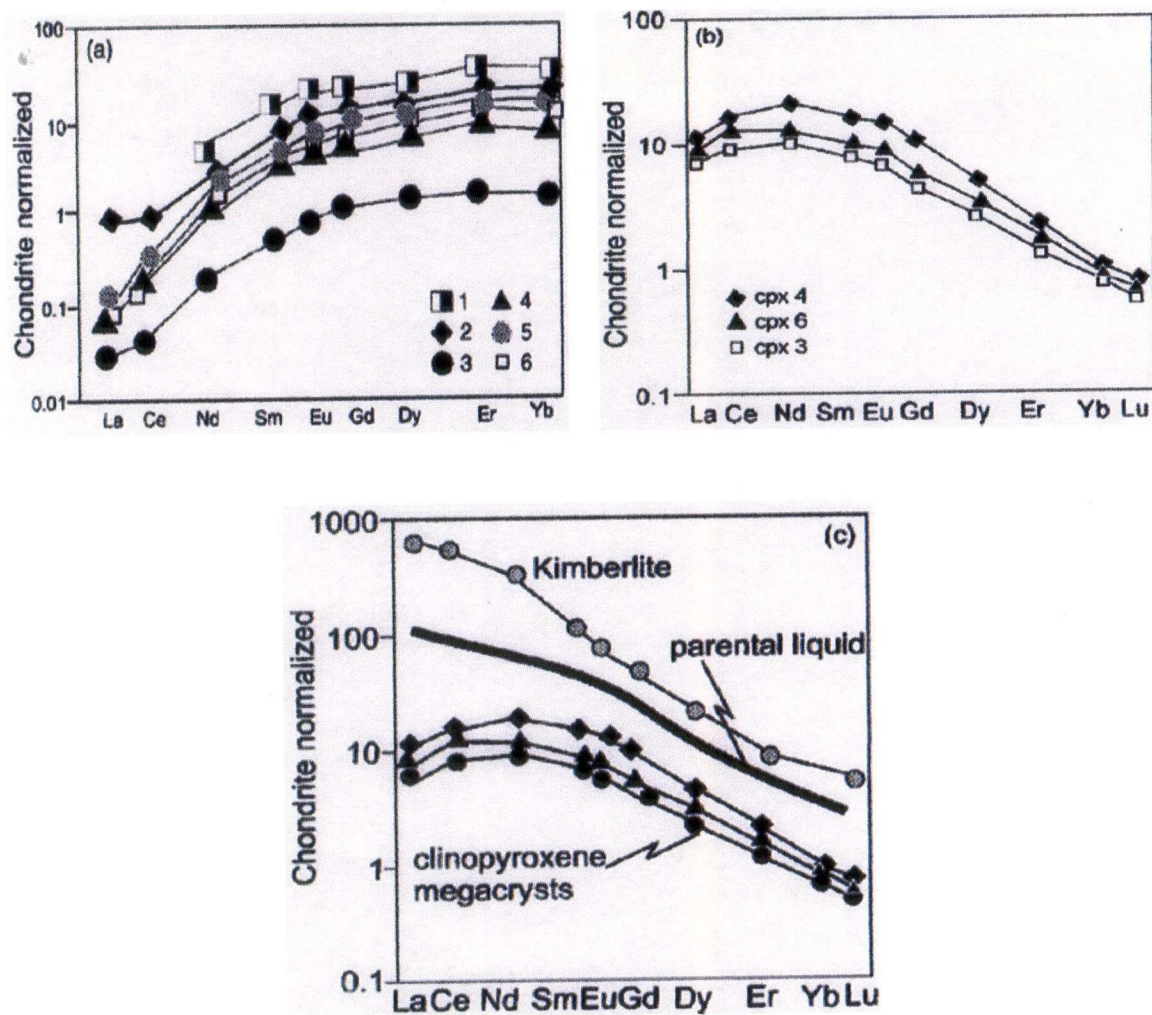 (a)
Chondrite normalized
100
10
1
0.1
0.01
1 4
2 5
3 6
La Ce Nd Sm Eu Gd Dy Er Yb
(b)
Chondrite normalized
100
10
1
0.1
cpx 4
cpx 6
cpx 3
La Ce Nd Sm Eu Gd Dy Er Yb Lu
(c)
Chondrite normalized
1000
100
10
1
0.1
Kimberlite
parental liquid
clinopyroxene
megacrysts
La Ce Nd Sm Eu Gd Dy Er Yb Lu